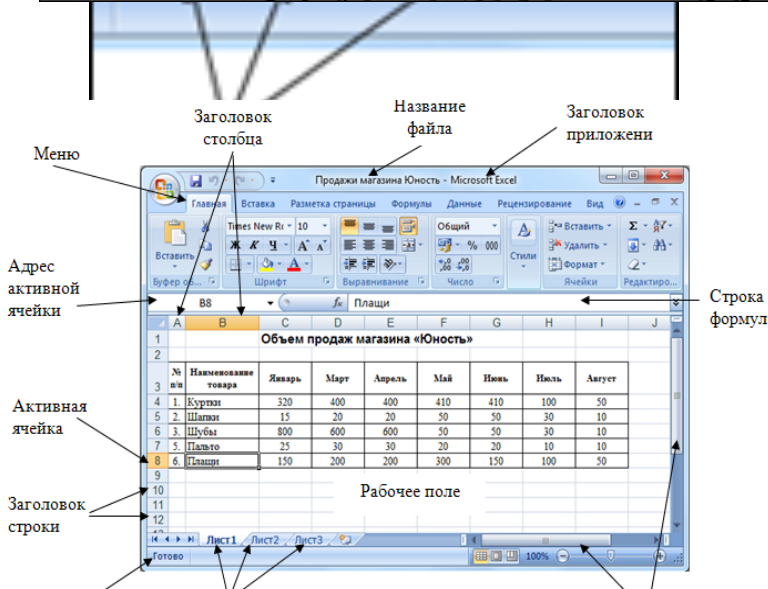 Заголовок
столбца
Название
файла
Заголовок
приложени
Меню
Продажи магазина Юность - Microsoft Excel
Главная Вставка Разметка страницы Формулы Данные Рецензирование Вид
Times New Ro 10 Общий Вставить
Ж К Ч А А % 000 Удалить
Вставить Стили Формат
Буфер об... Шрифт Выравнивание Число Ячейки Редактиро...
Адрес
активной
ячейки
B8 fx Плащи
Строка
формул
A B C D E F G H I J
1 Объем продаж магазина «Юность»
2
3 № п/п Наименование товара Январь Март Апрель Май Июнь Июль Август
4 1. Куртки 320 400 400 410 410 100 50
5 2. Шапки 15 20 20 50 50 30 10
6 3. Шубы 800 600 600 50 50 30 10
7 5. Пальто 25 30 30 20 20 10 10
8 6. Плащи 150 200 200 300 150 100 50
9
10
11
12
Активная
ячейка
Рабочее поле
Заголовок
строки
Лист1 Лист2 Лист3
Готово 100%